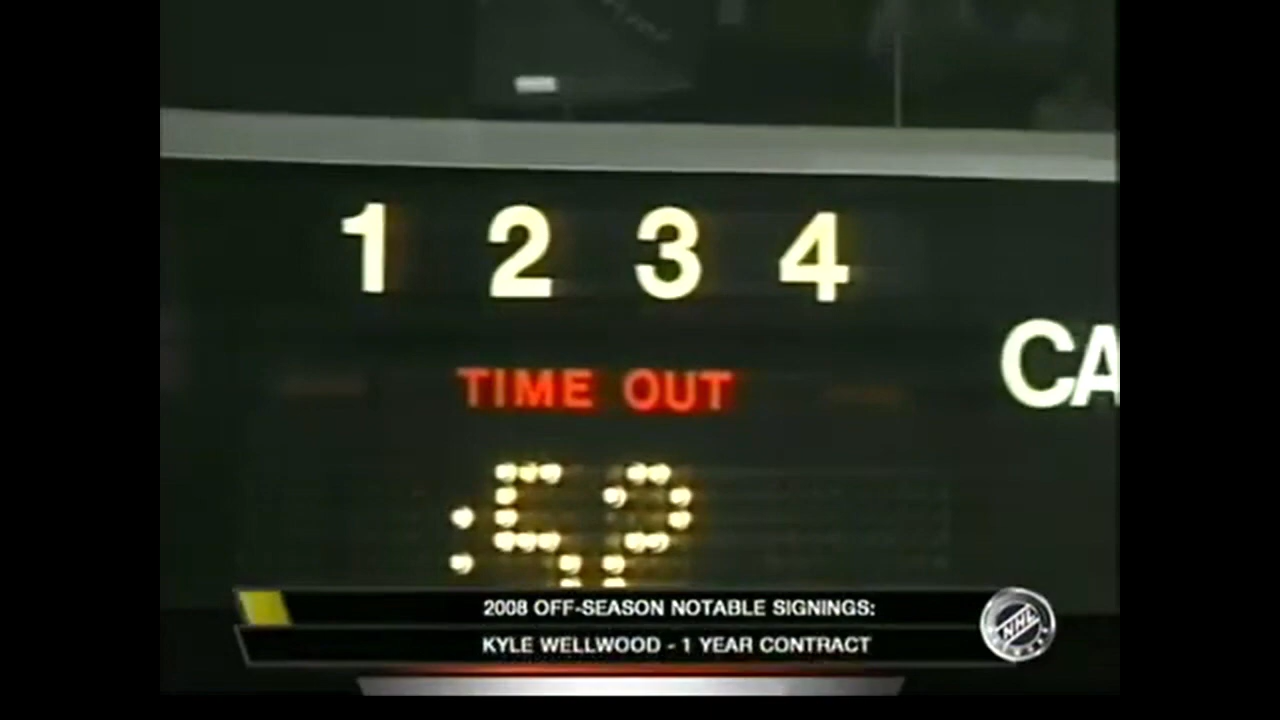 1 2 3 4
CA
TIME OUT
:52
2008 OFF-SEASON NOTABLE SIGNINGS:
KYLE WELLWOOD - 1 YEAR CONTRACT
NHL